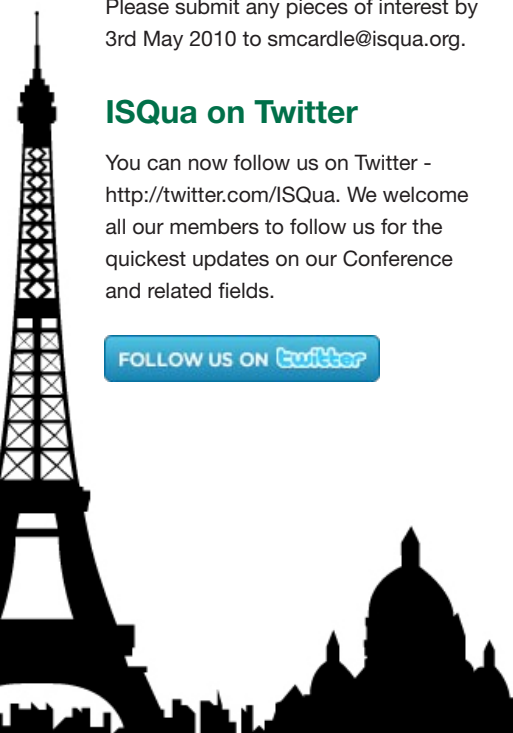 Please submit any pieces of interest by
3rd May 2010 to smcardle@isqua.org.
ISQua on Twitter
You can now follow us on Twitter -
http://twitter.com/ISQua. We welcome
all our members to follow us for the
quickest updates on our Conference
and related fields.
FOLLOW US ON twitter